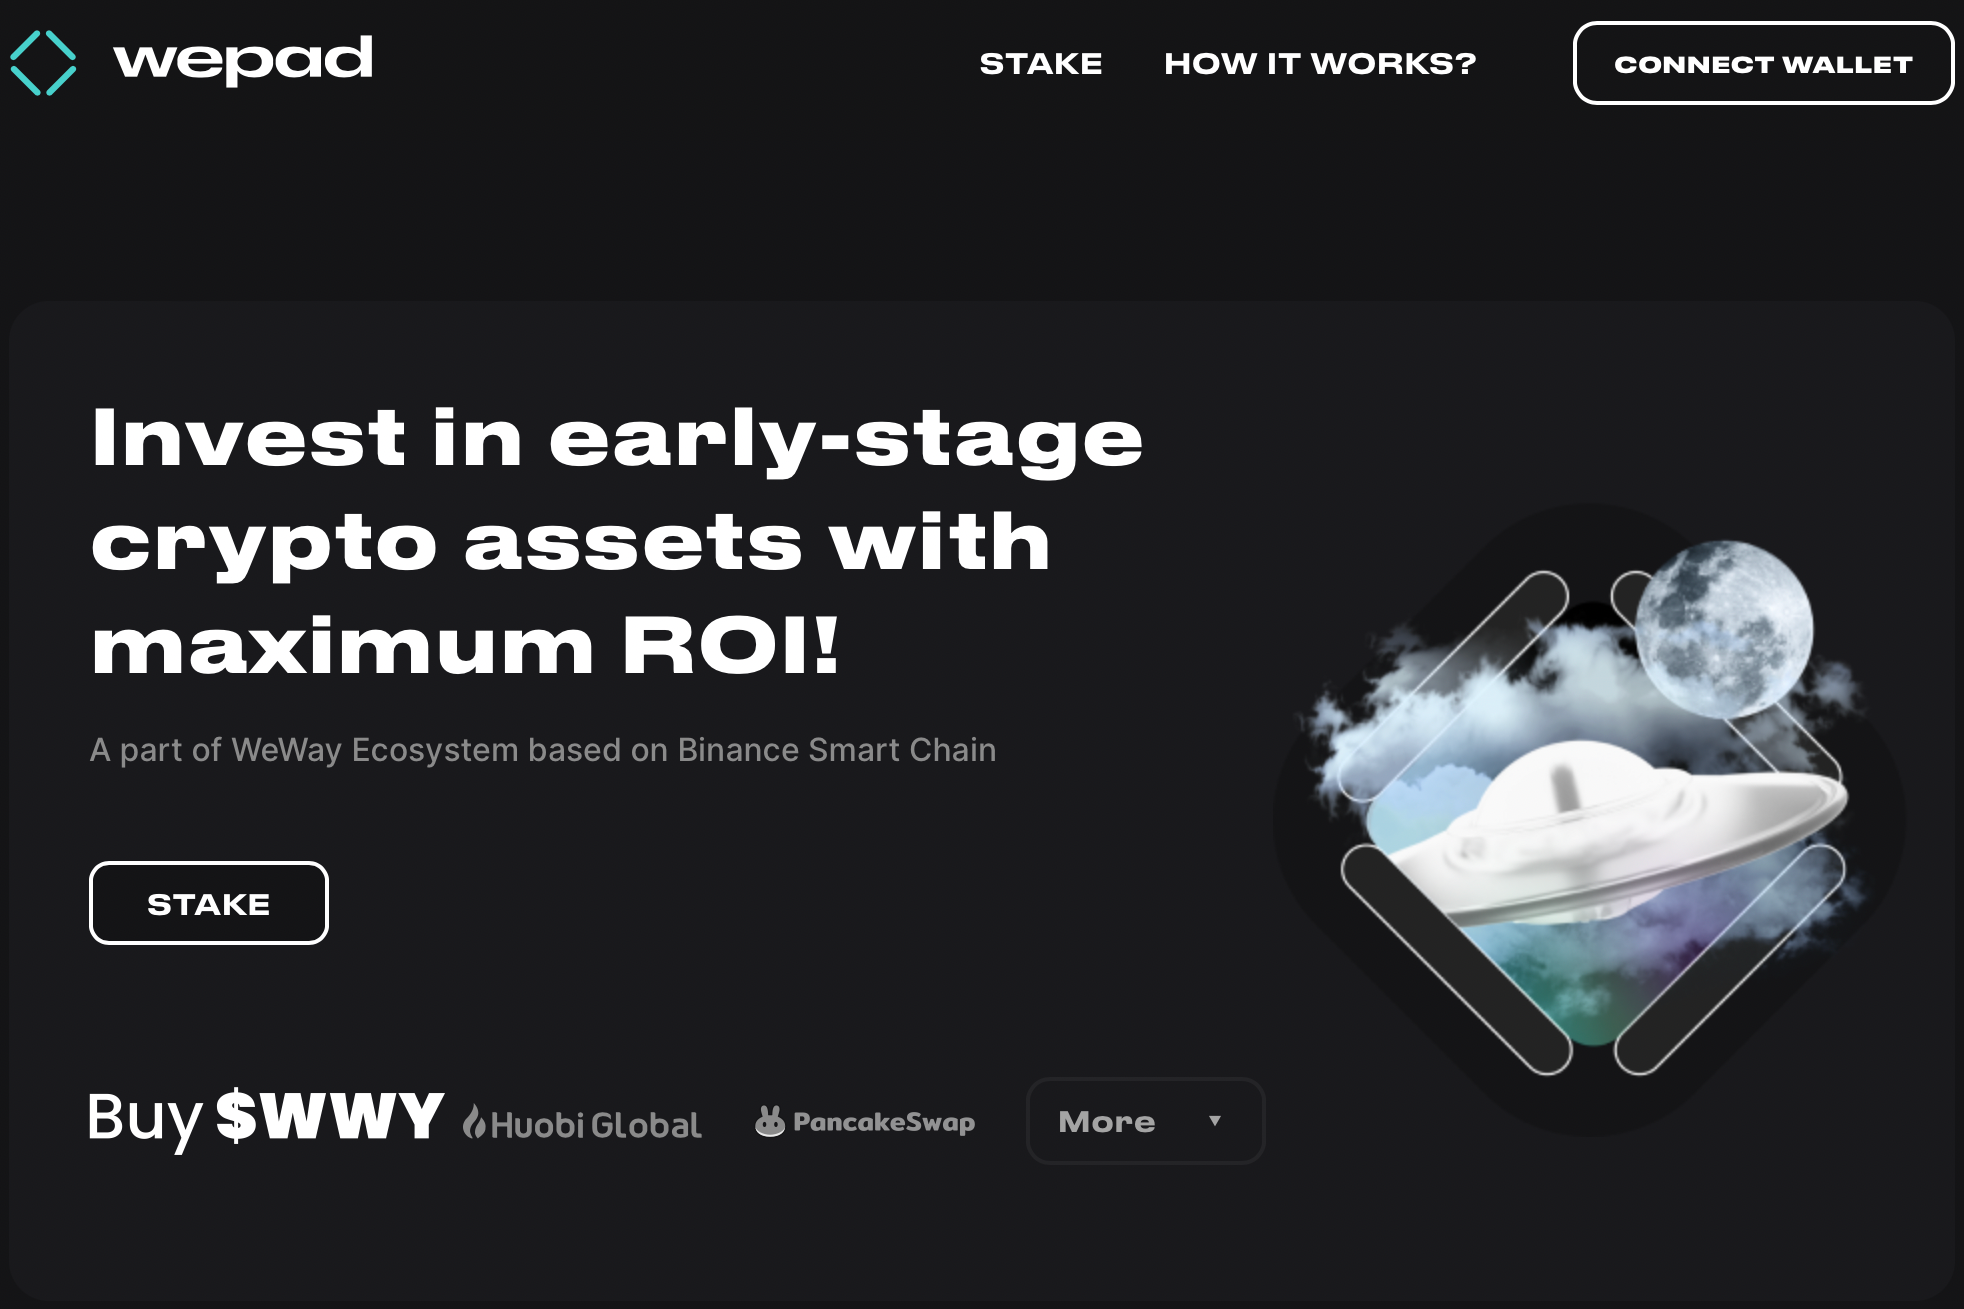 wepad
STAKE
HOW IT WORKS?
CONNECT WALLET
Invest in early-stage
crypto assets with
maximum ROI!
A part of WeWay Ecosystem based on Binance Smart Chain
STAKE
Buy $WWY
Huobi Global
PancakeSwap
More